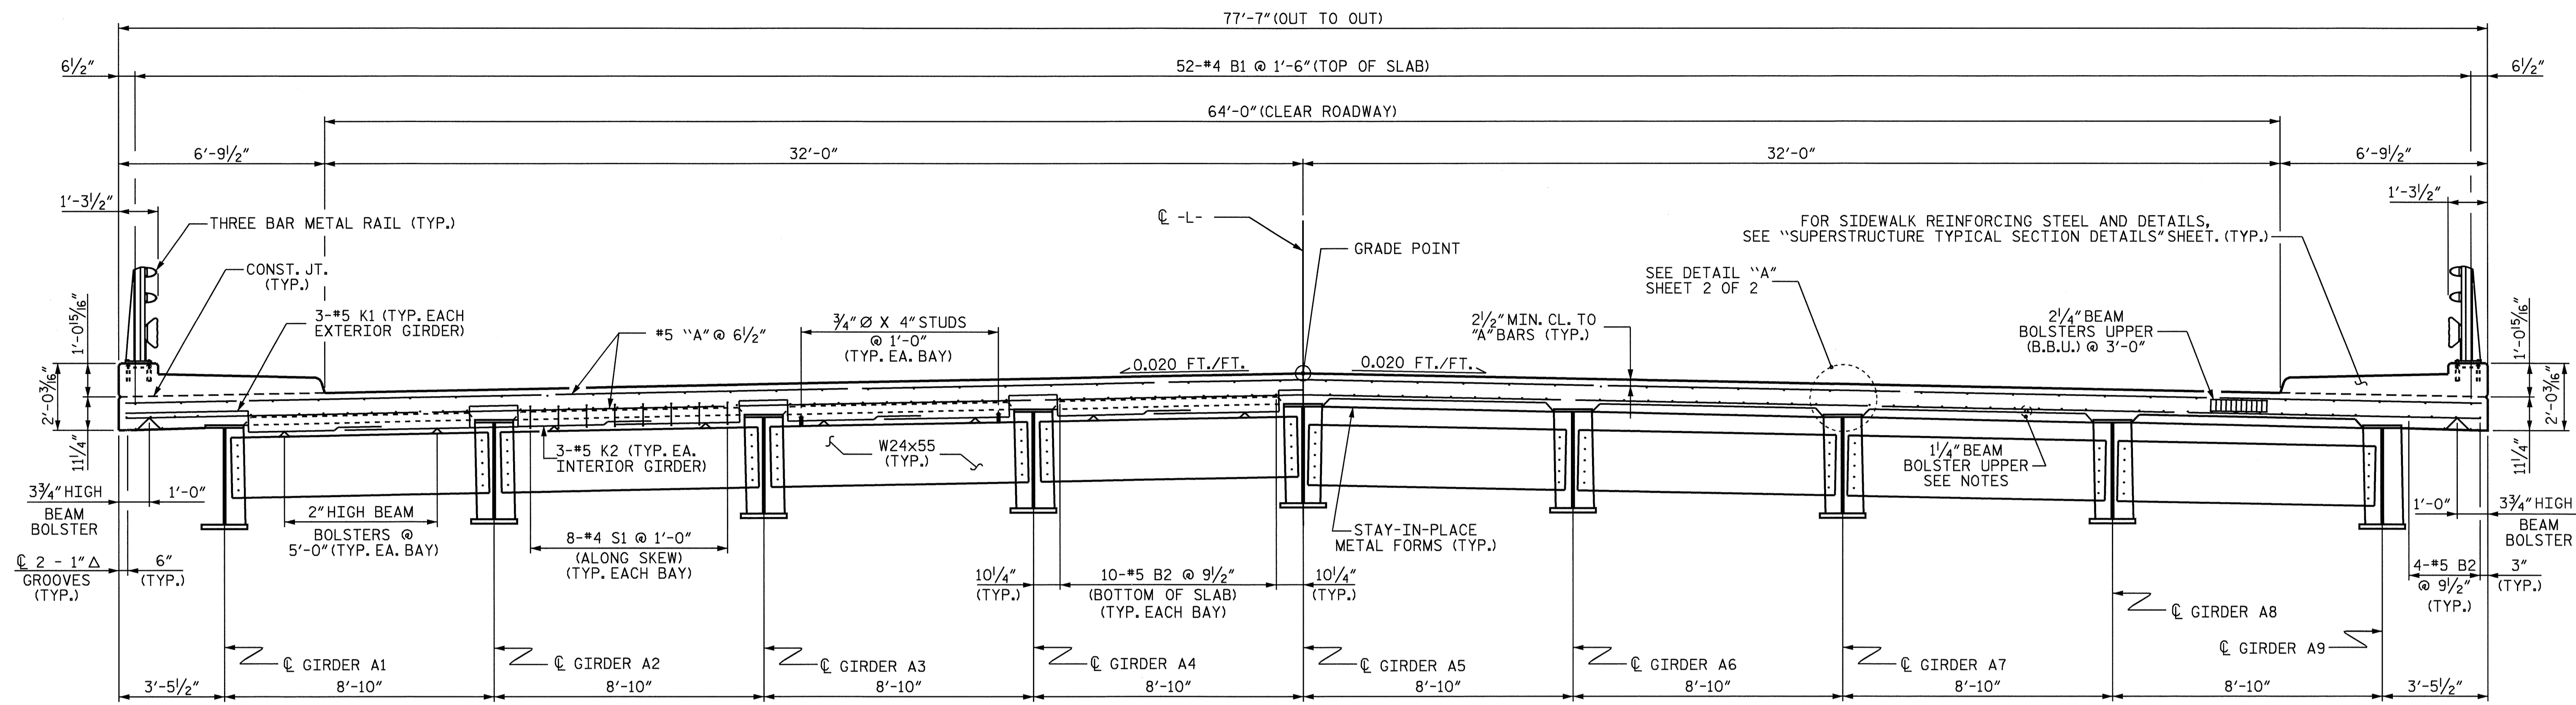 77'-7" (OUT TO OUT)
6½"
52-#4 B1 @ 1'-6" (TOP OF SLAB)
6½"
64'-0" (CLEAR ROADWAY)
6'-9½"
32'-0"
32'-0"
6'-9½"
1'-3½"
THREE BAR METAL RAIL (TYP.)
CONST. JT.
(TYP.)
3-#5 K1 (TYP. EACH
EXTERIOR GIRDER)
#5 "A" @ 6½"
¾" Ø X 4" STUDS
@ 1'-0"
(TYP. EA. BAY)
℄ -L-
GRADE POINT
0.020 FT./FT.
0.020 FT./FT.
2½" MIN. CL. TO
"A" BARS (TYP.)
SEE DETAIL "A"
SHEET 2 OF 2
FOR SIDEWALK REINFORCING STEEL AND DETAILS,
SEE "SUPERSTRUCTURE TYPICAL SECTION DETAILS" SHEET. (TYP.)
2¼" BEAM
BOLSTERS UPPER
(B.B.U.) @ 3'-0"
1'-3½"
1'-0 15/16"
2'-0 3/16"
11¼"
1'-0 15/16"
2'-0 3/16"
11¼"
3¾" HIGH
BEAM
BOLSTER
1'-0"
2" HIGH BEAM
BOLSTERS @
5'-0" (TYP. EA. BAY)
3-#5 K2 (TYP. EA.
INTERIOR GIRDER)
W24x55
(TYP.)
8-#4 S1 @ 1'-0"
(ALONG SKEW)
(TYP. EACH BAY)
STAY-IN-PLACE
METAL FORMS (TYP.)
1¼" BEAM
BOLSTER UPPER
SEE NOTES
1'-0"
3¾" HIGH
BEAM
BOLSTER
℄ 2 - 1" △
GROOVES
(TYP.)
6"
(TYP.)
10¼"
(TYP.)
10-#5 B2 @ 9½"
(BOTTOM OF SLAB)
(TYP. EACH BAY)
10¼"
(TYP.)
4-#5 B2
@ 9½"
(TYP.)
3"
(TYP.)
℄ GIRDER A1
℄ GIRDER A2
℄ GIRDER A3
℄ GIRDER A4
℄ GIRDER A5
℄ GIRDER A6
℄ GIRDER A7
℄ GIRDER A8
℄ GIRDER A9
3'-5½"
8'-10"
8'-10"
8'-10"
8'-10"
8'-10"
8'-10"
8'-10"
8'-10"
3'-5½"